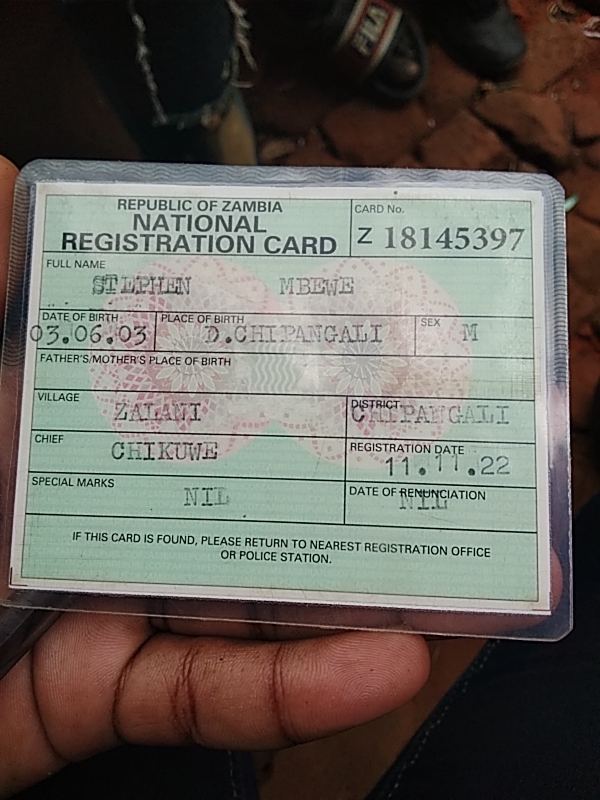 FILA
REPUBLIC OF ZAMBIA
NATIONAL
REGISTRATION CARD
CARD No.
Z 18145397
FULL NAME
STEPHEN MBEWE
DATE OF BIRTH
03.06.03
PLACE OF BIRTH
D.CHIPANGALI
SEX
M
FATHER'S/MOTHER'S PLACE OF BIRTH
VILLAGE
ZALANI
DISTRICT
CHIPANGALI
CHIEF
CHIKUWE
REGISTRATION DATE
11.11.22
SPECIAL MARKS
NIL
DATE OF RENUNCIATION
NIL
IF THIS CARD IS FOUND, PLEASE RETURN TO NEAREST REGISTRATION OFFICE
OR POLICE STATION.